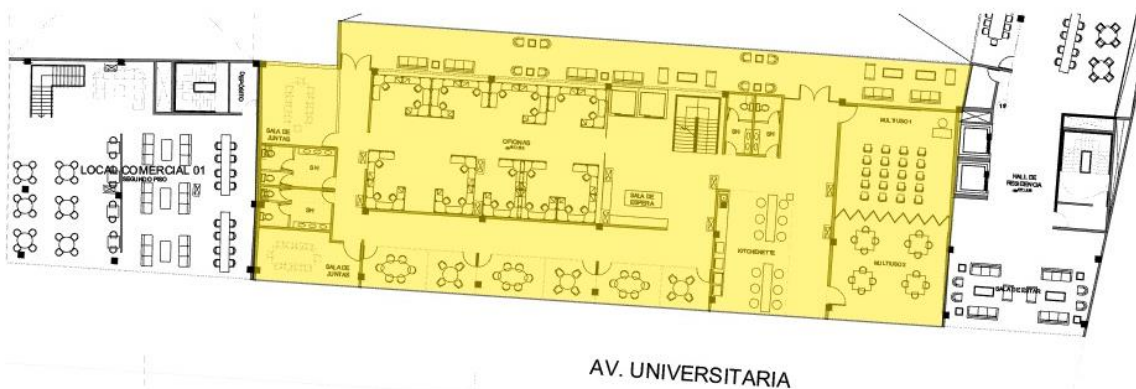 DEPOSITO
SALA DE
JUNTAS
LOCAL COMERCIAL 01
SEGUNDO PISO
SH
SH
SALA DE
JUNTAS
OFICINAS
SALA DE
ESPERA
SH
SH
KITCHENETTE
MULTIUSO 1
MULTIUSO 2
HALL DE
RESIDENCIA
SALA DE ESTAR
AV. UNIVERSITARIA